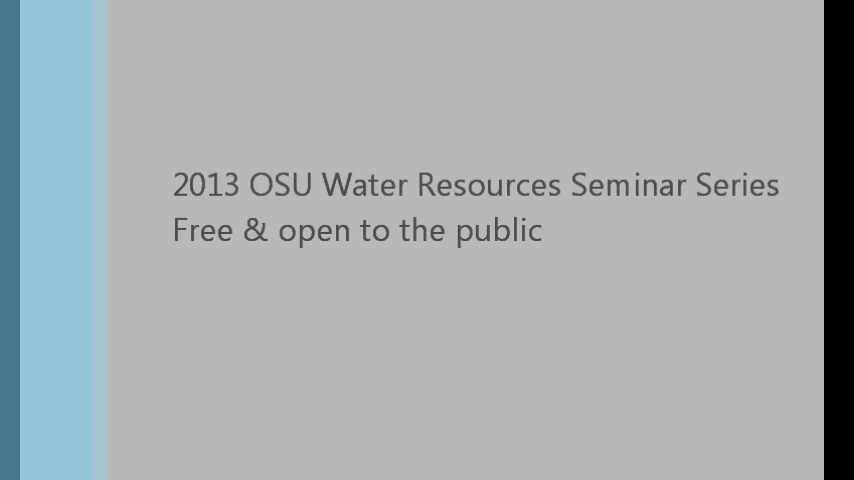 2013 OSU Water Resources Seminar Series
Free & open to the public